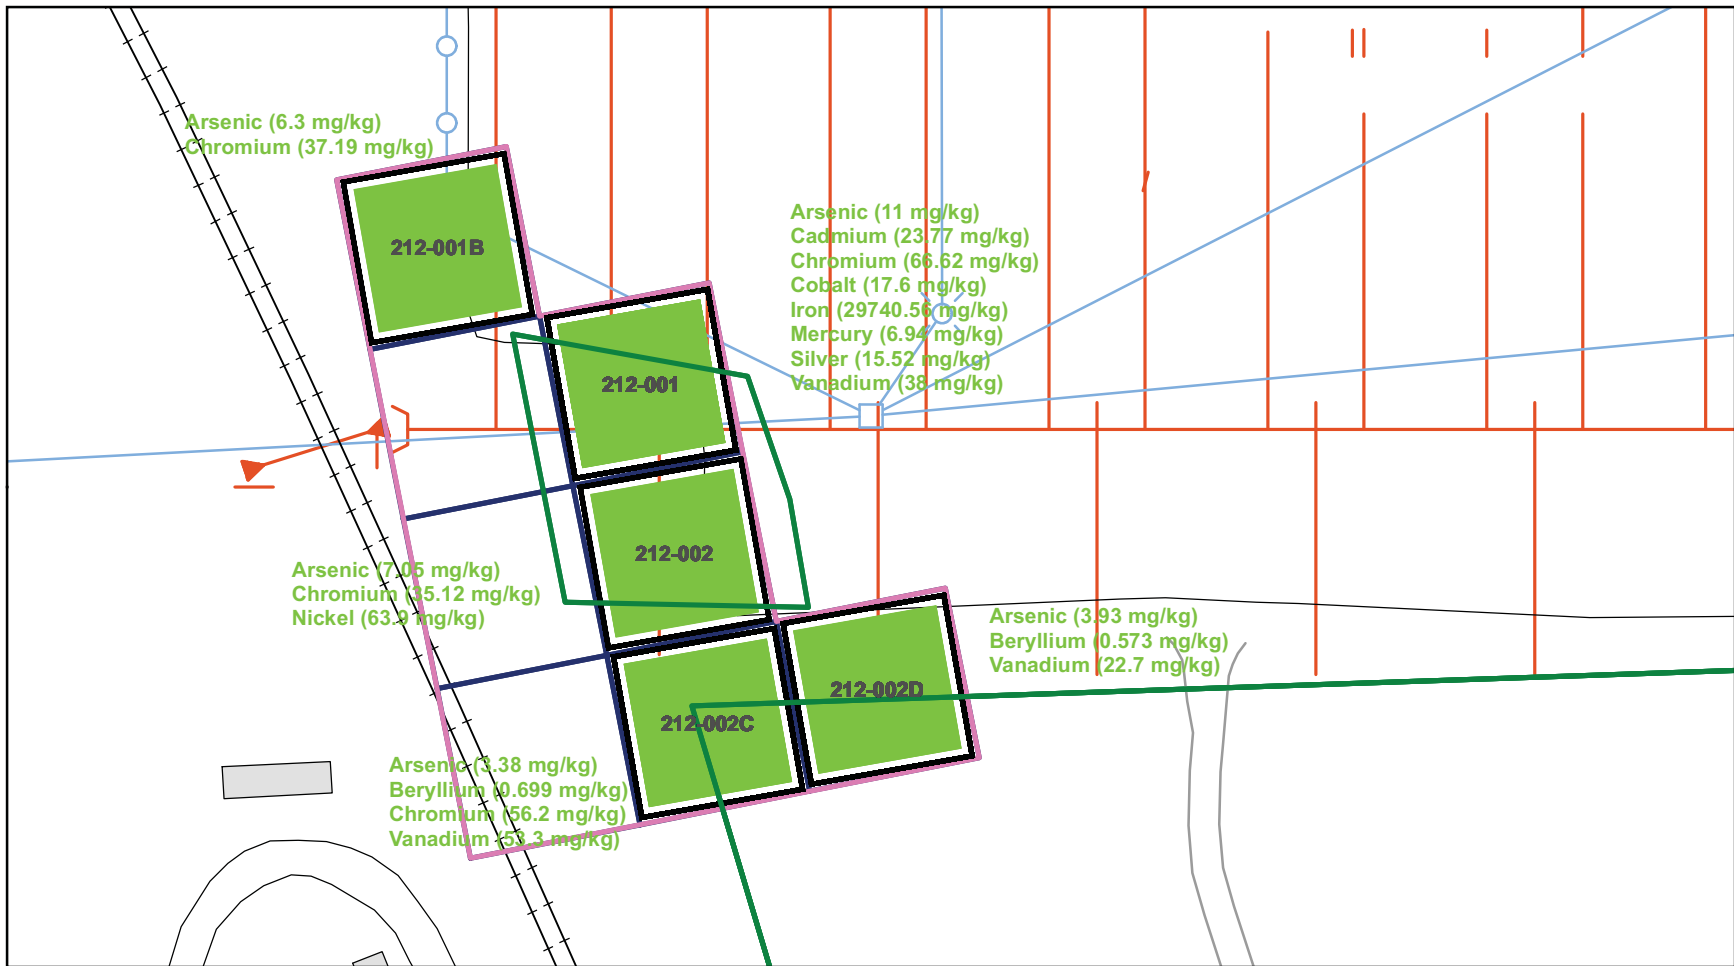 Arsenic (6.3 mg/kg)
Chromium (37.19 mg/kg)
212-001B
Arsenic (11 mg/kg)
Cadmium (23.77 mg/kg)
Chromium (66.62 mg/kg)
Cobalt (17.6 mg/kg)
Iron (29740.56 mg/kg)
Mercury (6.94 mg/kg)
Silver (15.52 mg/kg)
Vanadium (38 mg/kg)
212-001
212-002
Arsenic (7.05 mg/kg)
Chromium (35.12 mg/kg)
Nickel (63.9 mg/kg)
Arsenic (3.93 mg/kg)
Beryllium (0.573 mg/kg)
Vanadium (22.7 mg/kg)
212-002D
212-002C
Arsenic (3.38 mg/kg)
Beryllium (0.699 mg/kg)
Chromium (56.2 mg/kg)
Vanadium (53.3 mg/kg)